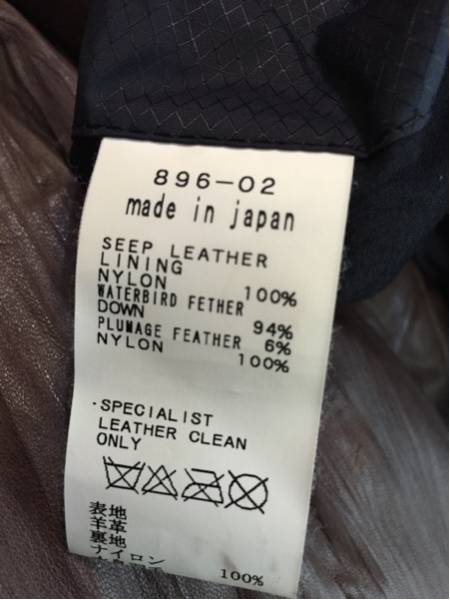 896-02
made in japan
SEEP LEATHER
LINING
NYLON 100%
WATERBIRD FETHER
DOWN 94%
PLUMAGE FEATHER 6%
NYLON 100%
・SPECIALIST
LEATHER CLEAN
ONLY
表地
羊革
裏地
ナイロン 100%